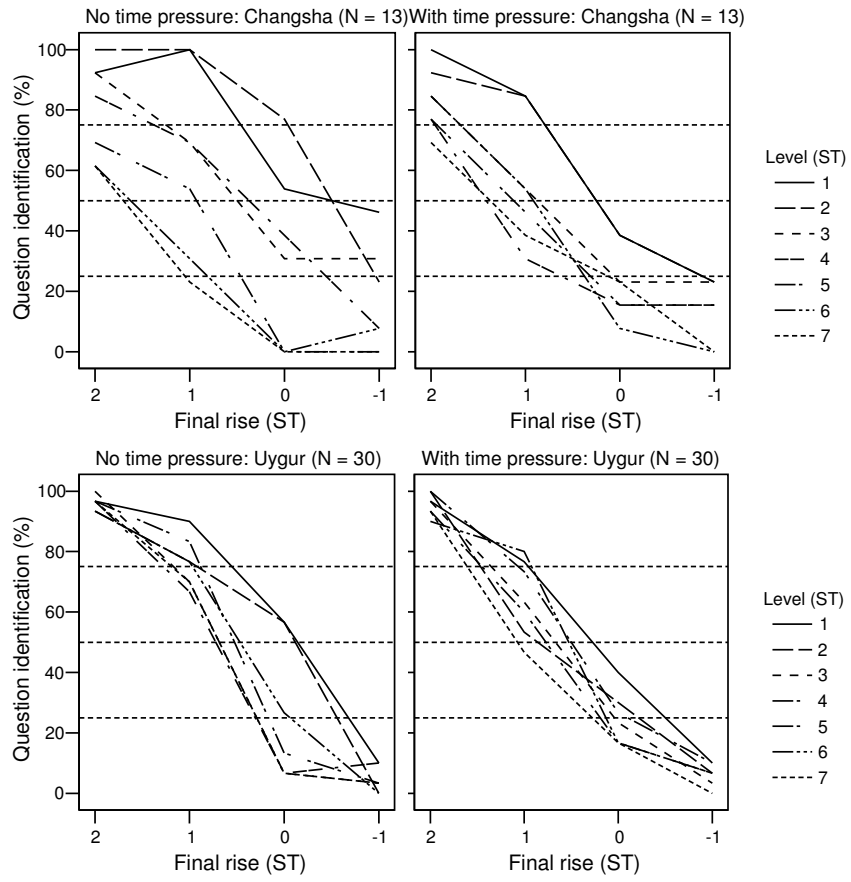 No time pressure: Changsha (N = 13)
With time pressure: Changsha (N = 13)
Question identification (%)
100
80
60
40
20
0
2 1 0 -1
Final rise (ST)
2 1 0 -1
Final rise (ST)
Level (ST)
1
2
3
4
5
6
7
No time pressure: Uygur (N = 30)
With time pressure: Uygur (N = 30)
Question identification (%)
100
80
60
40
20
0
2 1 0 -1
Final rise (ST)
2 1 0 -1
Final rise (ST)
Level (ST)
1
2
3
4
5
6
7